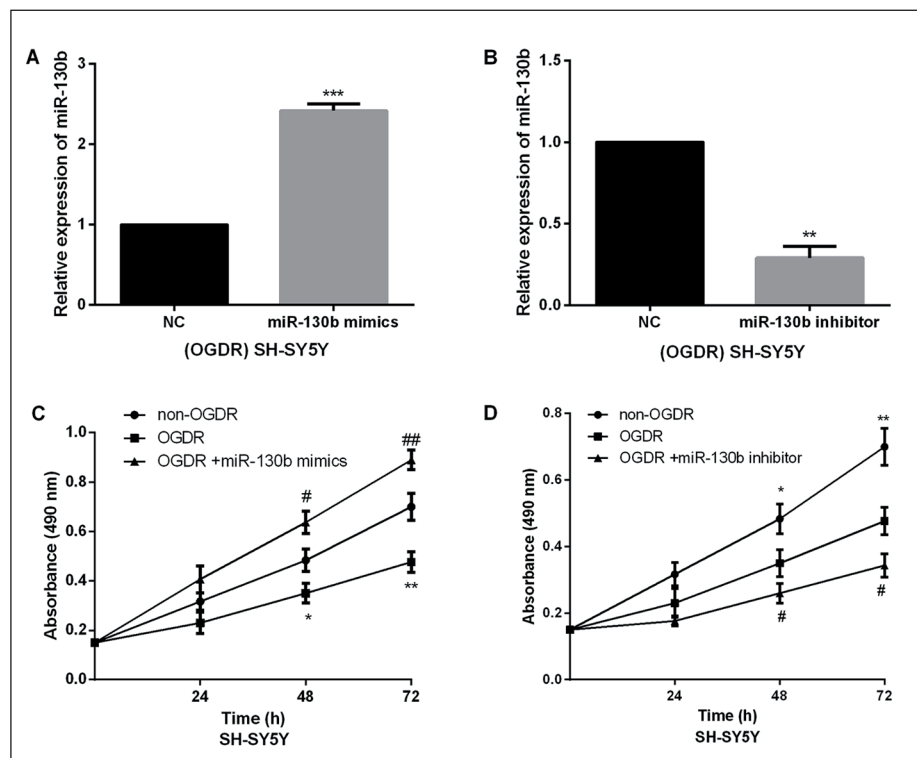 A
Relative expression of miR-130b
3
2
1
0
***
NC
miR-130b mimics
(OGDR) SH-SY5Y
B
Relative expression of miR-130b
1.5
1.0
0.5
0.0
**
NC
miR-130b inhibitor
(OGDR) SH-SY5Y
C
non-OGDR
OGDR
OGDR +miR-130b mimics
Absorbance (490 nm)
1.0
0.8
0.6
0.4
0.2
0.0
#
##
*
**
24
48
72
Time (h)
SH-SY5Y
D
non-OGDR
OGDR
OGDR +miR-130b inhibitor
Absorbance (490 nm)
0.8
0.6
0.4
0.2
0.0
*
**
#
#
24
48
72
Time (h)
SH-SY5Y